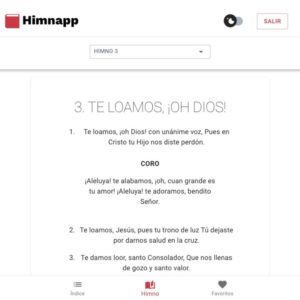 Himnapp
SALIR
HIMNO 3
3. TE LOAMOS, ¡OH DIOS!
1. Te loamos, ¡oh Dios! con unánime voz, Pues en
Cristo tu Hijo nos diste perdón.
CORO
¡Aleluya! te alabamos, ¡oh, cuan grande es
tu amor! ¡Aleluya! te adoramos, bendito
Señor.
2. Te loamos, Jesús, pues tu trono de luz Tú dejaste
por darnos salud en la cruz.
3. Te damos loor, santo Consolador, Que nos llenas
de gozo y santo valor.
Índice
Himno
Favoritos